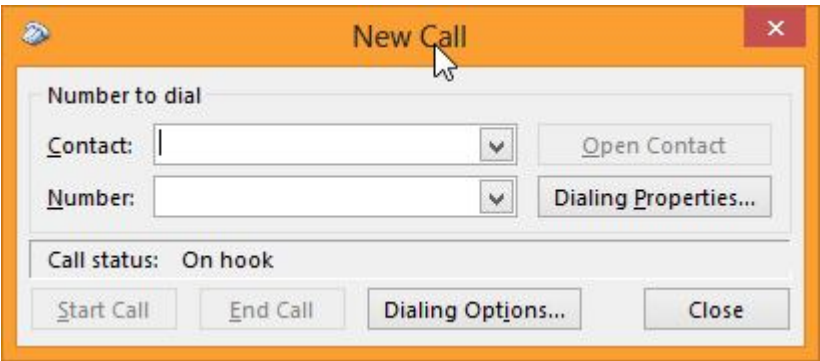 New Call
Number to dial
Contact: Open Contact
Number: Dialing Properties...
Call status: On hook
Start Call End Call Dialing Options... Close